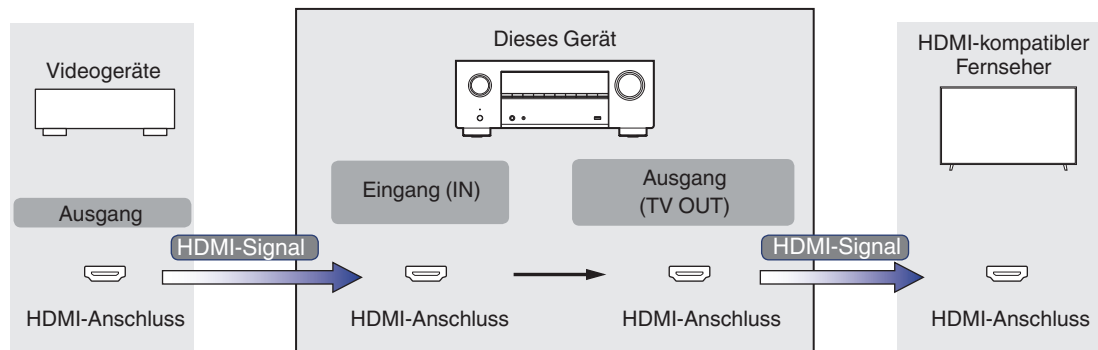 Videogeräte
Ausgang
HDMI-Signal
HDMI-Anschluss
Dieses Gerät
Eingang (IN)
HDMI-Anschluss
Ausgang
(TV OUT)
HDMI-Anschluss
HDMI-Signal
HDMI-kompatibler
Fernseher
HDMI-Anschluss